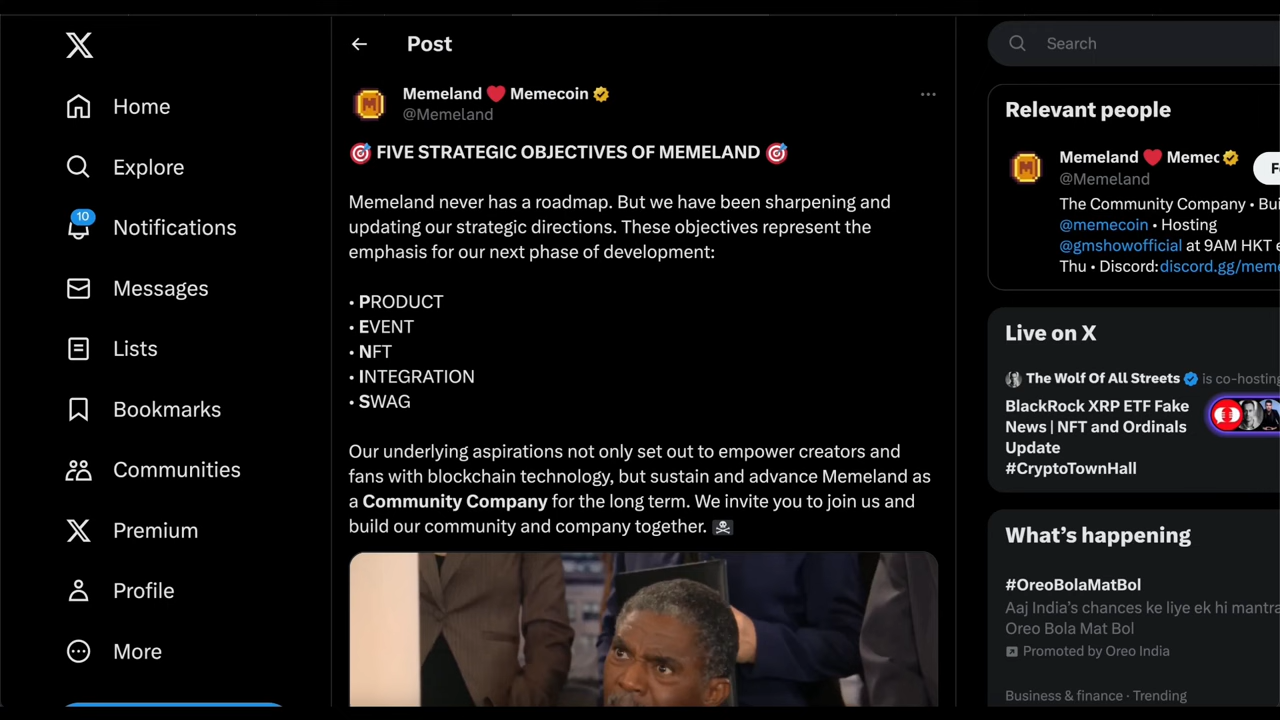 Home
Explore
10
Notifications
Messages
Lists
Bookmarks
Communities
Premium
Profile
More
Post
Memeland ❤️ Memecoin
@Memeland
🎯 FIVE STRATEGIC OBJECTIVES OF MEMELAND 🎯
Memeland never has a roadmap. But we have been sharpening and
updating our strategic directions. These objectives represent the
emphasis for our next phase of development:
• PRODUCT
• EVENT
• NFT
• INTEGRATION
• SWAG
Our underlying aspirations not only set out to empower creators and
fans with blockchain technology, but sustain and advance Memeland as
a Community Company for the long term. We invite you to join us and
build our community and company together. ☠️
Search
Relevant people
Memeland ❤️ Memec
@Memeland
The Community Company • Bui
@memecoin • Hosting
@gmshowofficial at 9AM HKT e
Thu • Discord: discord.gg/meme
Live on X
The Wolf Of All Streets is co-hosting
BlackRock XRP ETF Fake
News | NFT and Ordinals
Update
#CryptoTownHall
What's happening
#OreoBolaMatBol
Aaj India's chances ke liye ek hi mantra
Oreo Bola Mat Bol
Promoted by Oreo India
Business & finance · Trending